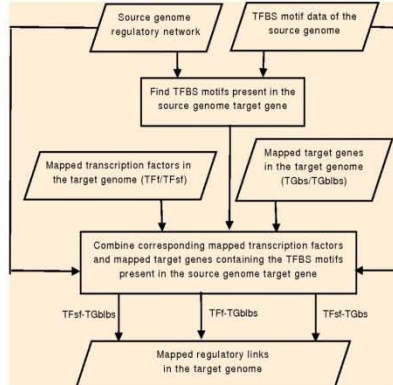 Source genome
regulatory network
TFBS motif data of the
source genome
Find TFBS motifs present in the
source genome target gene
Mapped transcription factors in
the target genome (TFf/TFsf)
Mapped target genes
in the target genome
(TGbs/TGblbs)
Combine corresponding mapped transcription factors
and mapped target genes containing the TFBS motifs
present in the source genome target gene
TFsf-TGblbs
TFf-TGblbs
TFsf-TGbs
Mapped regulatory links
in the target genome